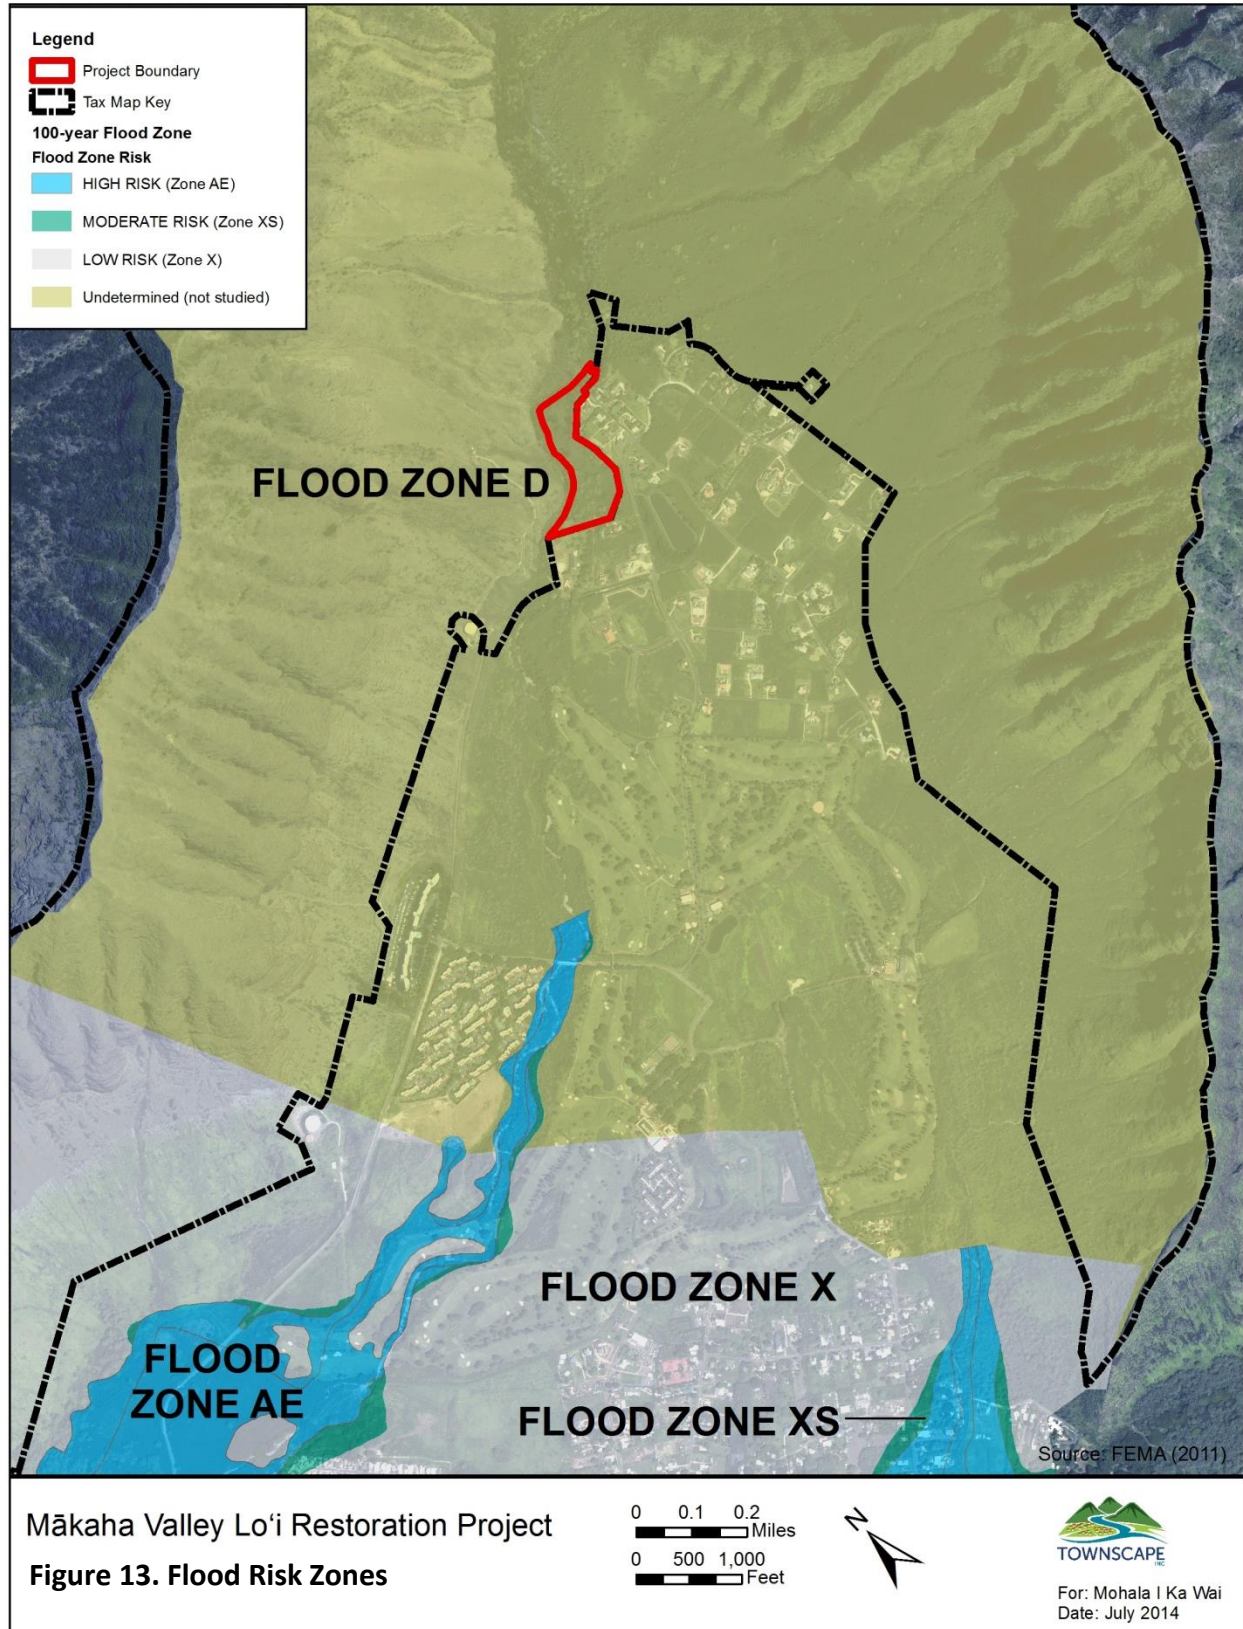 Legend
Project Boundary
Tax Map Key
100-year Flood Zone
Flood Zone Risk
HIGH RISK (Zone AE)
MODERATE RISK (Zone XS)
LOW RISK (Zone X)
Undetermined (not studied)
FLOOD ZONE D
FLOOD ZONE X
FLOOD
ZONE AE
FLOOD ZONE XS
Source: FEMA (2011)
Mākaha Valley Lo‘i Restoration Project
Figure 13. Flood Risk Zones
0 0.1 0.2
Miles
0 500 1,000
Feet
N
TOWNSCAPE
INC
For: Mohala I Ka Wai
Date: July 2014